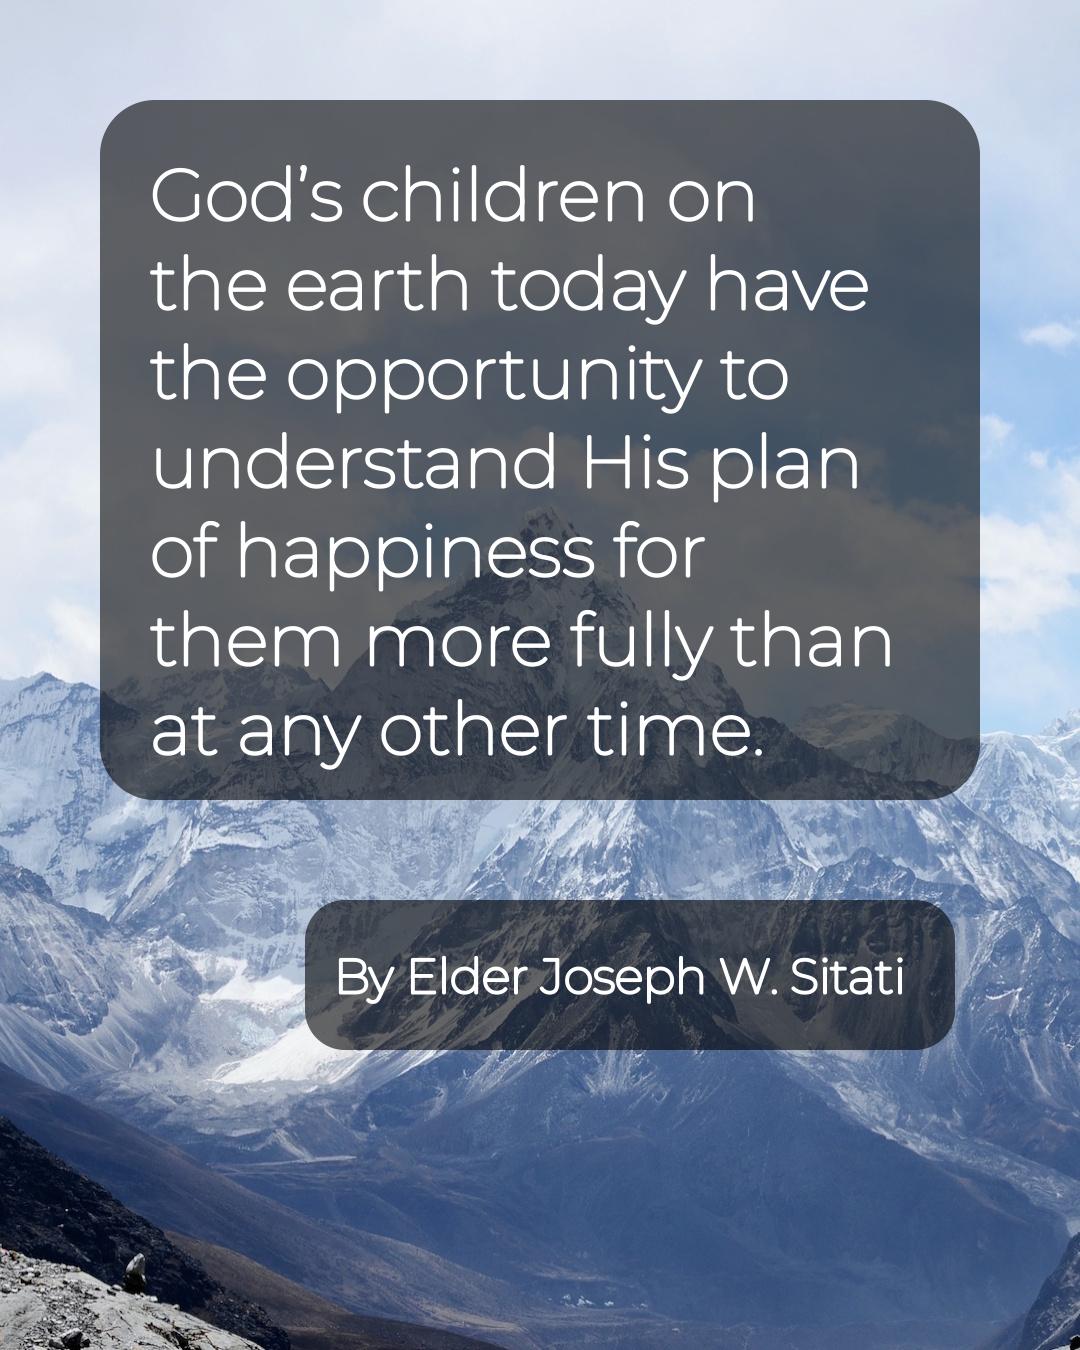 God’s children on
the earth today have
the opportunity to
understand His plan
of happiness for
them more fully than
at any other time.
By Elder Joseph W. Sitati